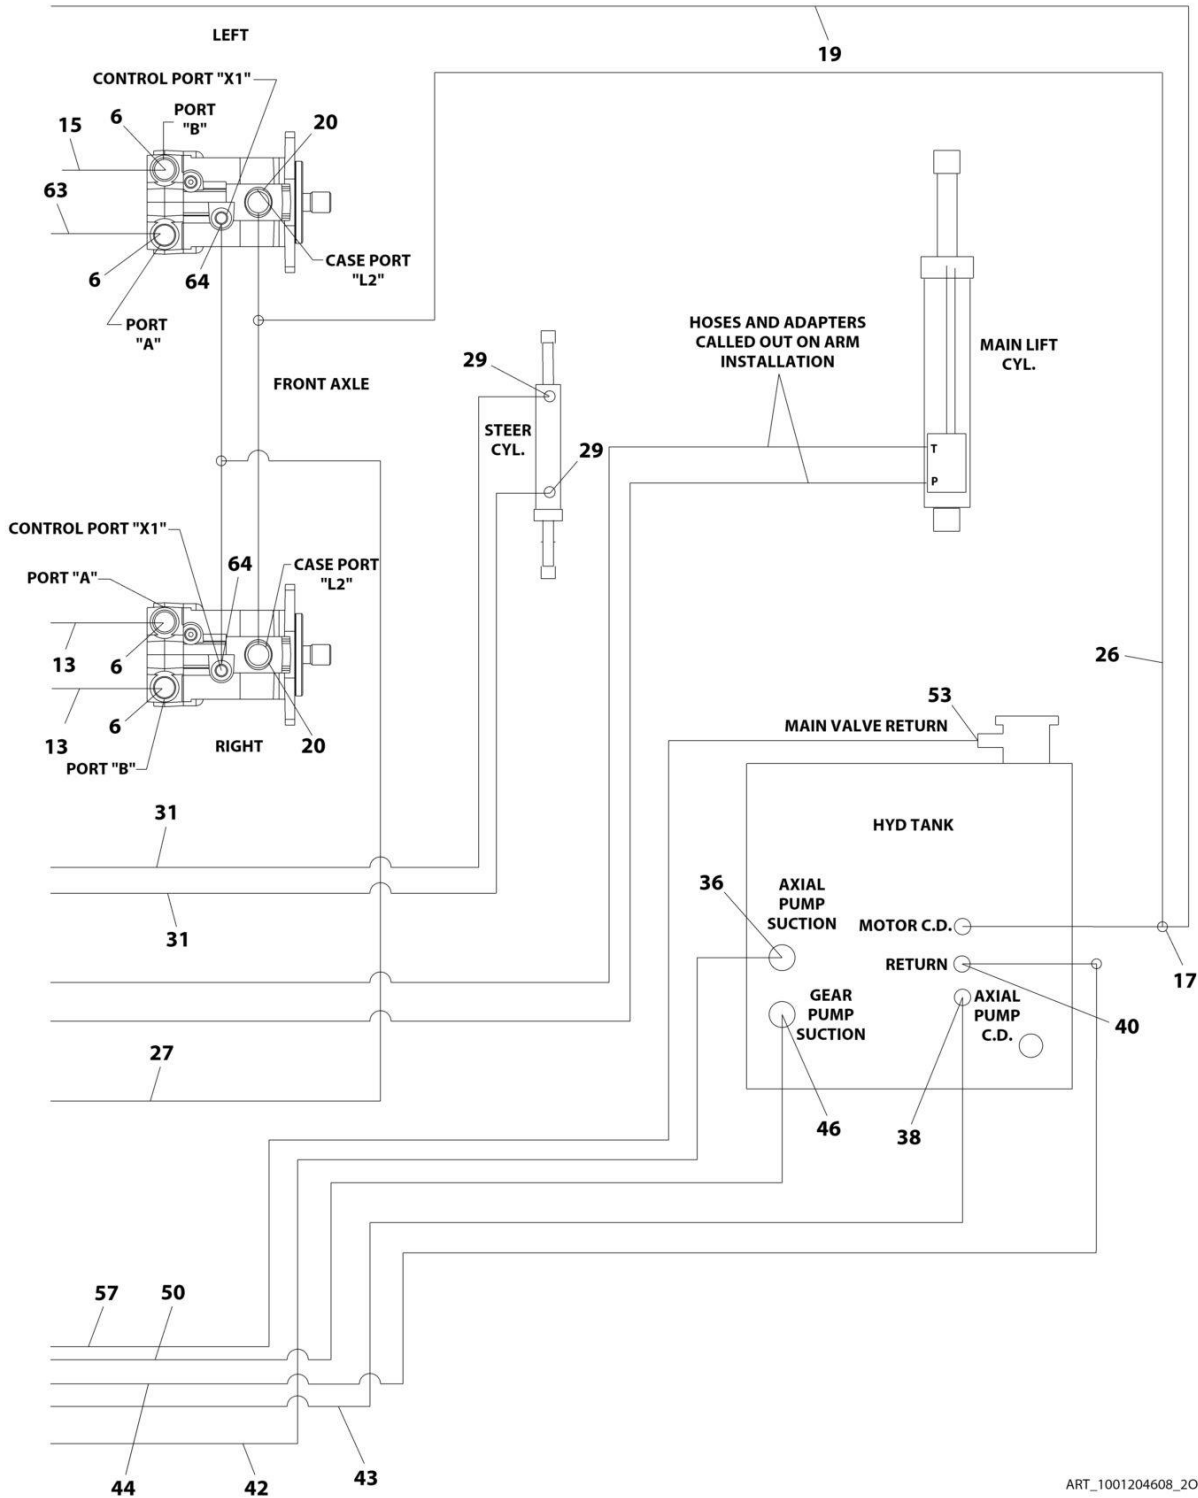 19
LEFT
CONTROL PORT "X1"
PORT
"B"
6
20
15
63
6
64
CASE PORT
"L2"
PORT
"A"
HOSES AND ADAPTERS
CALLED OUT ON ARM
INSTALLATION
MAIN LIFT
CYL.
29
FRONT AXLE
STEER
CYL.
29
T
P
CONTROL PORT "X1"
64
CASE PORT
"L2"
PORT "A"
13
6
26
6
13
PORT "B"
RIGHT
20
53
MAIN VALVE RETURN
31
HYD TANK
36
AXIAL
PUMP
SUCTION
MOTOR C.D.
31
RETURN
17
GEAR
PUMP
SUCTION
AXIAL
PUMP
C.D.
40
27
46
38
57
50
44
42
43
ART_1001204608_2O